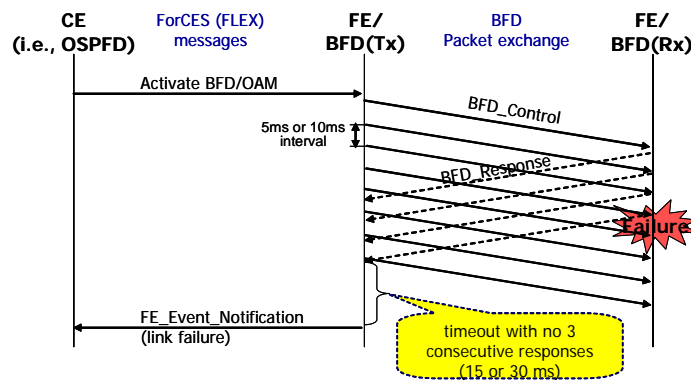 CE
(i.e., OSPFD)
ForCES (FLEX)
messages
FE/
BFD(Tx)
BFD
Packet exchange
FE/
BFD(Rx)
Activate BFD/OAM
BFD_Control
5ms or 10ms
interval
BFD_Response
Failure
FE_Event_Notification
(link failure)
timeout with no 3
consecutive responses
(15 or 30 ms)